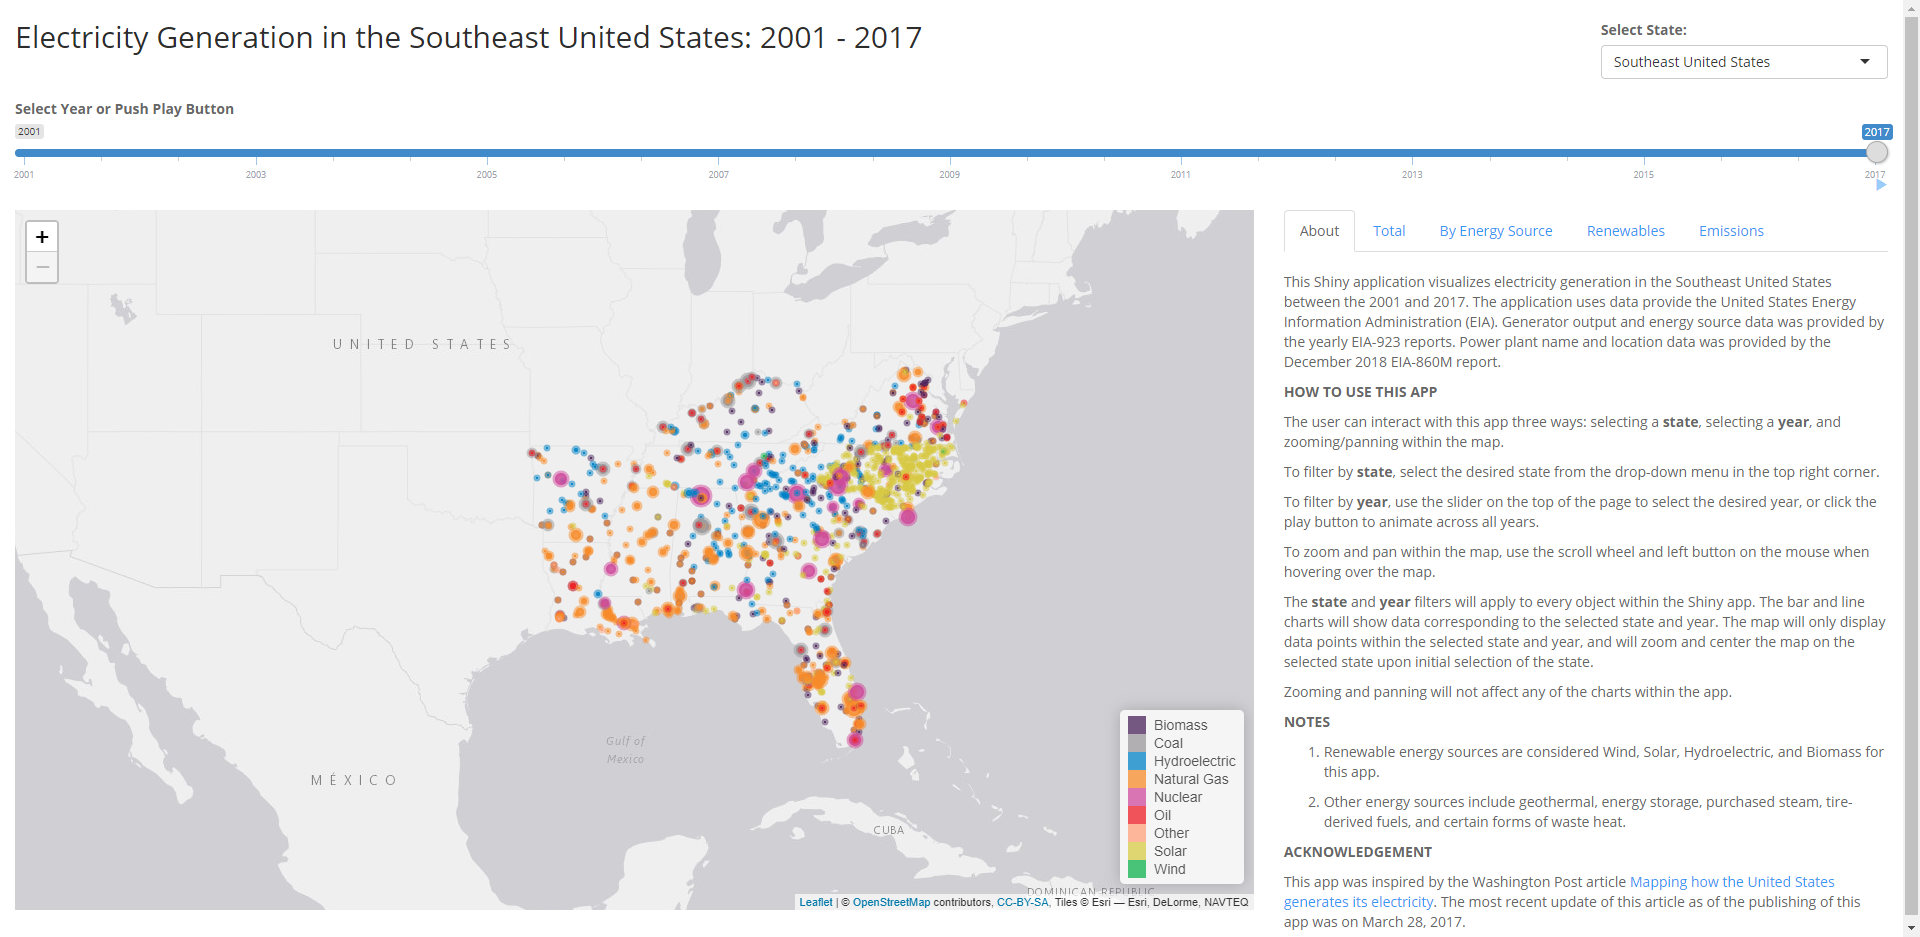 Electricity Generation in the Southeast United States: 2001 - 2017
Select State:
Southeast United States
Select Year or Push Play Button
2001
2017
2001
2003
2005
2007
2009
2011
2013
2015
2017
+
−
UNITED STATES
MÉXICO
Gulf of
Mexico
CUBA
DOMINICAN REPUBLIC
Biomass
Coal
Hydroelectric
Natural Gas
Nuclear
Oil
Other
Solar
Wind
Leaflet | © OpenStreetMap contributors, CC-BY-SA, Tiles © Esri — Esri, DeLorme, NAVTEQ
About
Total
By Energy Source
Renewables
Emissions
This Shiny application visualizes electricity generation in the Southeast United States
between the 2001 and 2017. The application uses data provide the United States Energy
Information Administration (EIA). Generator output and energy source data was provided by
the yearly EIA-923 reports. Power plant name and location data was provided by the
December 2018 EIA-860M report.
HOW TO USE THIS APP
The user can interact with this app three ways: selecting a state, selecting a year, and
zooming/panning within the map.
To filter by state, select the desired state from the drop-down menu in the top right corner.
To filter by year, use the slider on the top of the page to select the desired year, or click the
play button to animate across all years.
To zoom and pan within the map, use the scroll wheel and left button on the mouse when
hovering over the map.
The state and year filters will apply to every object within the Shiny app. The bar and line
charts will show data corresponding to the selected state and year. The map will only display
data points within the selected state and year, and will zoom and center the map on the
selected state upon initial selection of the state.
Zooming and panning will not affect any of the charts within the app.
NOTES
1. Renewable energy sources are considered Wind, Solar, Hydroelectric, and Biomass for
this app.
2. Other energy sources include geothermal, energy storage, purchased steam, tire-
derived fuels, and certain forms of waste heat.
ACKNOWLEDGEMENT
This app was inspired by the Washington Post article Mapping how the United States
generates its electricity. The most recent update of this article as of the publishing of this
app was on March 28, 2017.